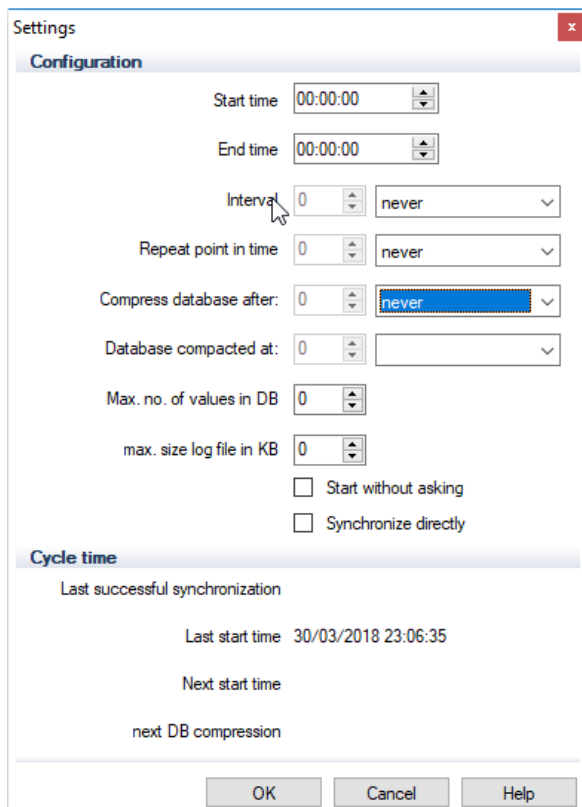 Settings
x
Configuration
Start time 00:00:00
End time 00:00:00
Interval 0 never
Repeat point in time 0 never
Compress database after: 0 never
Database compacted at: 0
Max. no. of values in DB 0
max. size log file in KB 0
Start without asking
Synchronize directly
Cycle time
Last successful synchronization
Last start time 30/03/2018 23:06:35
Next start time
next DB compression
OK Cancel Help